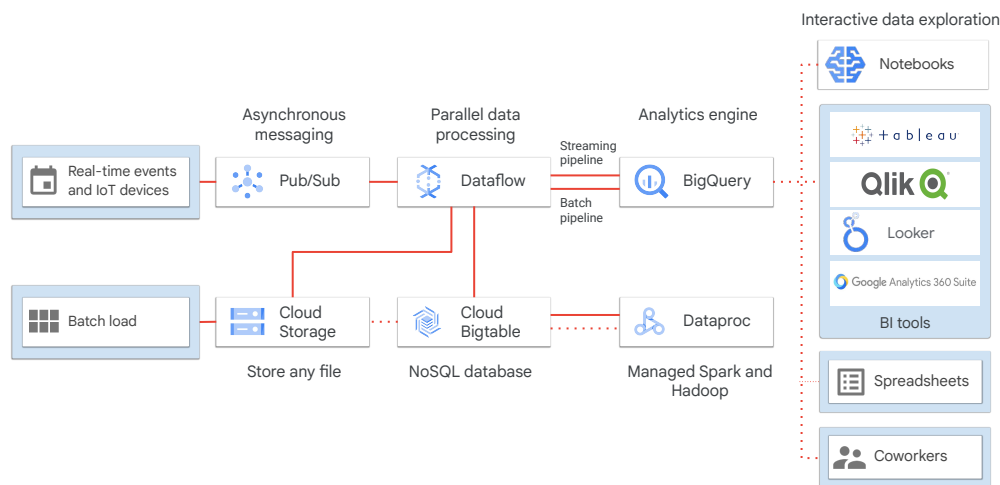 Interactive data exploration
Notebooks
Asynchronous
messaging
Parallel data
processing
Analytics engine
Streaming
pipeline
Batch
pipeline
Real-time events
and IoT devices
Pub/Sub
Dataflow
BigQuery
+ableau
Qlik
Looker
Google Analytics 360 Suite
BI tools
Batch load
Cloud
Storage
Cloud
Bigtable
Dataproc
Store any file
NoSQL database
Managed Spark and
Hadoop
Spreadsheets
Coworkers